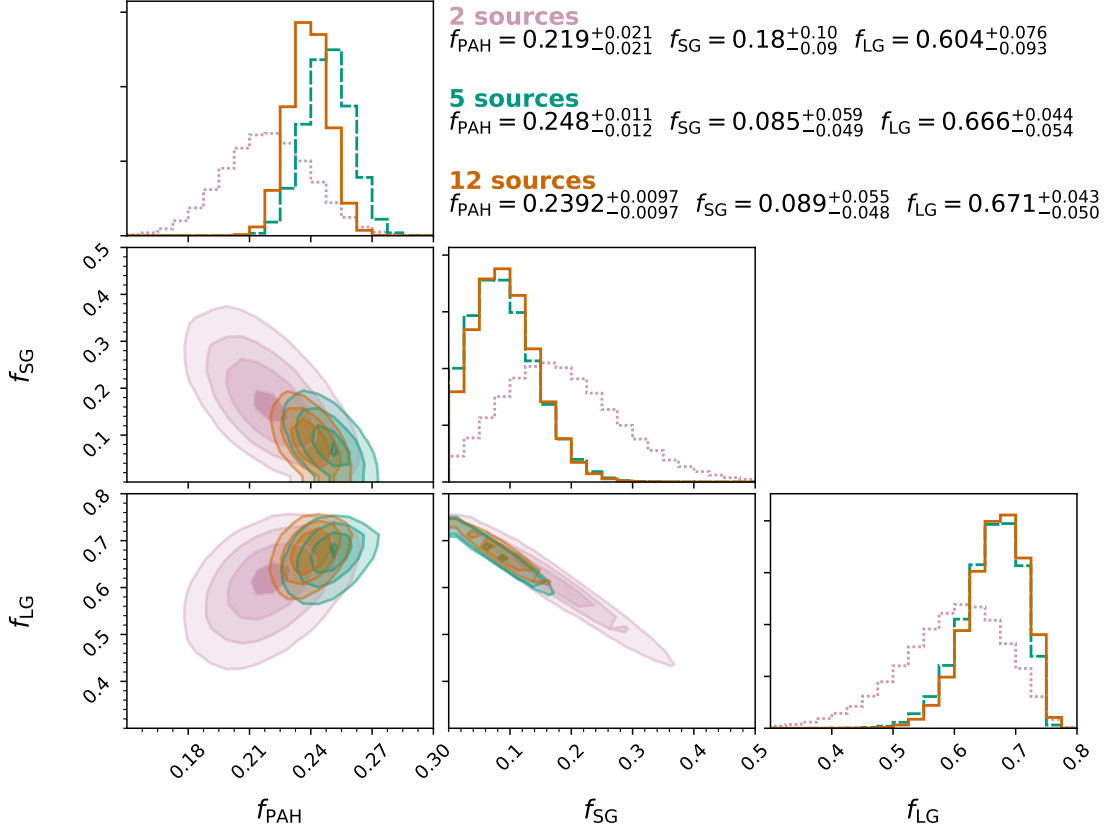 2 sources
f_PAH = 0.219^{+0.021}_{-0.021} f_SG = 0.18^{+0.10}_{-0.09} f_LG = 0.604^{+0.076}_{-0.093}
5 sources
f_PAH = 0.248^{+0.011}_{-0.012} f_SG = 0.085^{+0.059}_{-0.049} f_LG = 0.666^{+0.044}_{-0.054}
12 sources
f_PAH = 0.2392^{+0.0097}_{-0.0097} f_SG = 0.089^{+0.055}_{-0.048} f_LG = 0.671^{+0.043}_{-0.050}
0.5
0.4
0.3
0.2
0.1
f_SG
0.8
0.7
0.6
0.5
0.4
f_LG
0.18 0.21 0.24 0.27 0.30
0.1 0.2 0.3 0.4 0.5
0.4 0.5 0.6 0.7 0.8
f_PAH f_SG f_LG